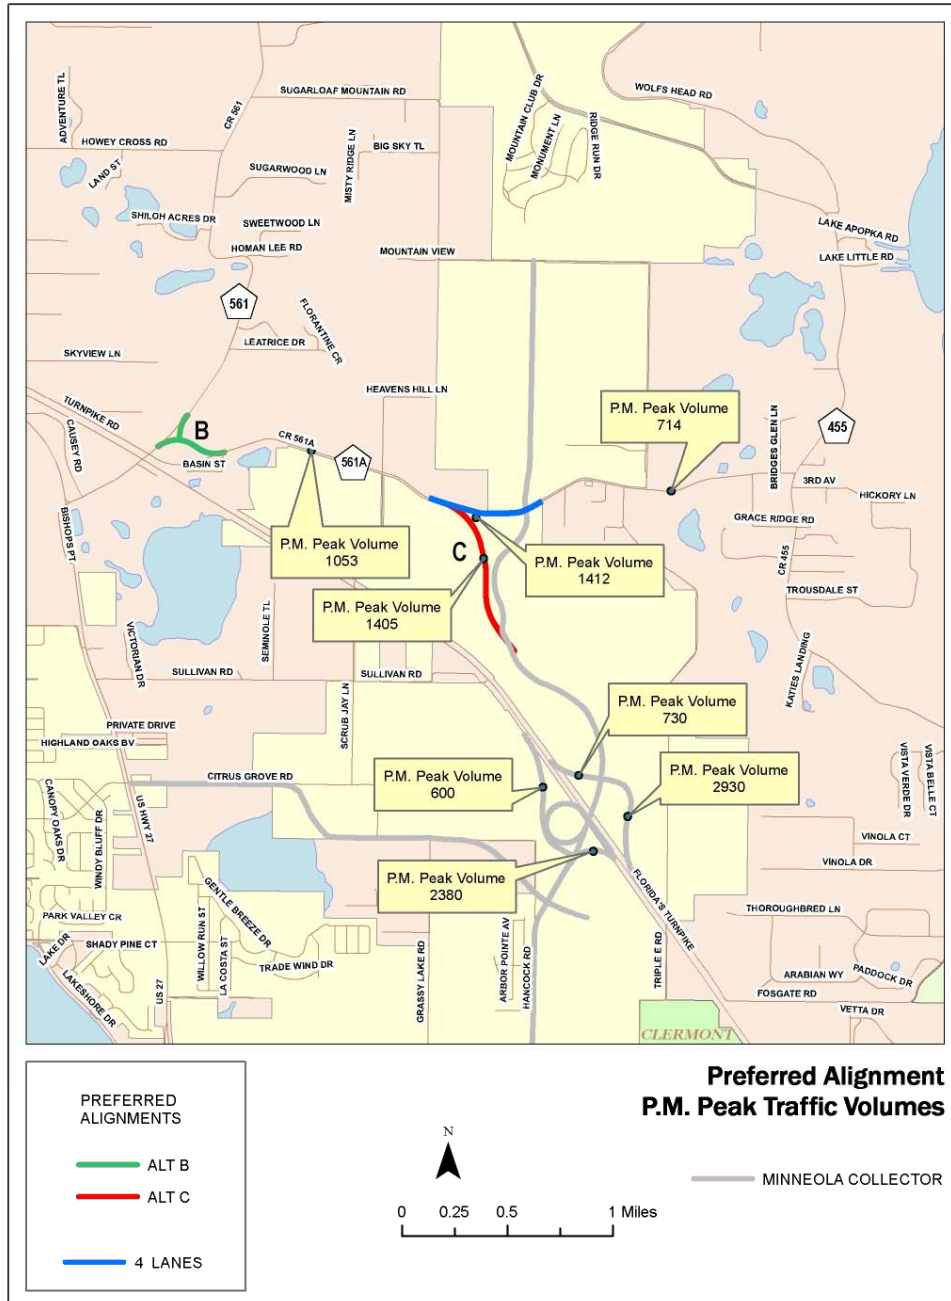 ADVENTURE TL
CR 561
SUGARLOAF MOUNTAIN RD
MOUNTAIN CLUB DR
MONUMENT LN
RIDGE RUN DR
WOLFS HEAD RD
HOWEY CROSS RD
LAND ST
MISTY RIDGE LN
BIG SKY TL
SUGARWOOD LN
SHILOH ACRES DR
SWEETWOOD LN
HOMAN LEE RD
MOUNTAIN VIEW
LAKE APOPKA RD
LAKE LITTLE RD
561
FLORANTINE CR
LEATRICE DR
SKYVIEW LN
TURNPIKE RD
HEAVENS HILL LN
CAUSEY RD
B
BASIN ST
CR 561A
561A
P.M. Peak Volume
714
BRIDGES GLEN LN
455
3RD AV
HICKORY LN
GRACE RIDGE RD
CR 455
TROUSDALE ST
BISHOPS PT
P.M. Peak Volume
1053
C
P.M. Peak Volume
1412
P.M. Peak Volume
1405
VICTORIAN DR
SEMINOLE TL
SULLIVAN RD
SULLIVAN RD
SCRUB JAY LN
KATIES LANDING
PRIVATE DRIVE
HIGHLAND OAKS BV
P.M. Peak Volume
730
VISTA VERDE DR
VISTA BELLE CT
CITRUS GROVE RD
P.M. Peak Volume
600
P.M. Peak Volume
2930
CANOPY OAKS DR
WINDY BLUFF DR
US HWY 27
VINOLA CT
VINOLA DR
P.M. Peak Volume
2380
FLORIDA'S TURNPIKE
PARK VALLEY CR
LAKE DR
SHADY PINE CT
WILLOW RUN ST
LA COSTA ST
GENTLE BREEZE DR
TRADE WIND DR
THOROUGHBRED LN
LAKESHORE DR
US 27
GRASSY LAKE RD
ARBOR POINTE AV
HANCOCK RD
TRIPLE E RD
ARABIAN WY
PADDOCK DR
FOSGATE RD
VETTA DR
CLERMONT
Preferred Alignment
P.M. Peak Traffic Volumes
PREFERRED
ALIGNMENTS
ALT B
ALT C
4 LANES
N
0 0.25 0.5 1 Miles
MINNEOLA COLLECTOR